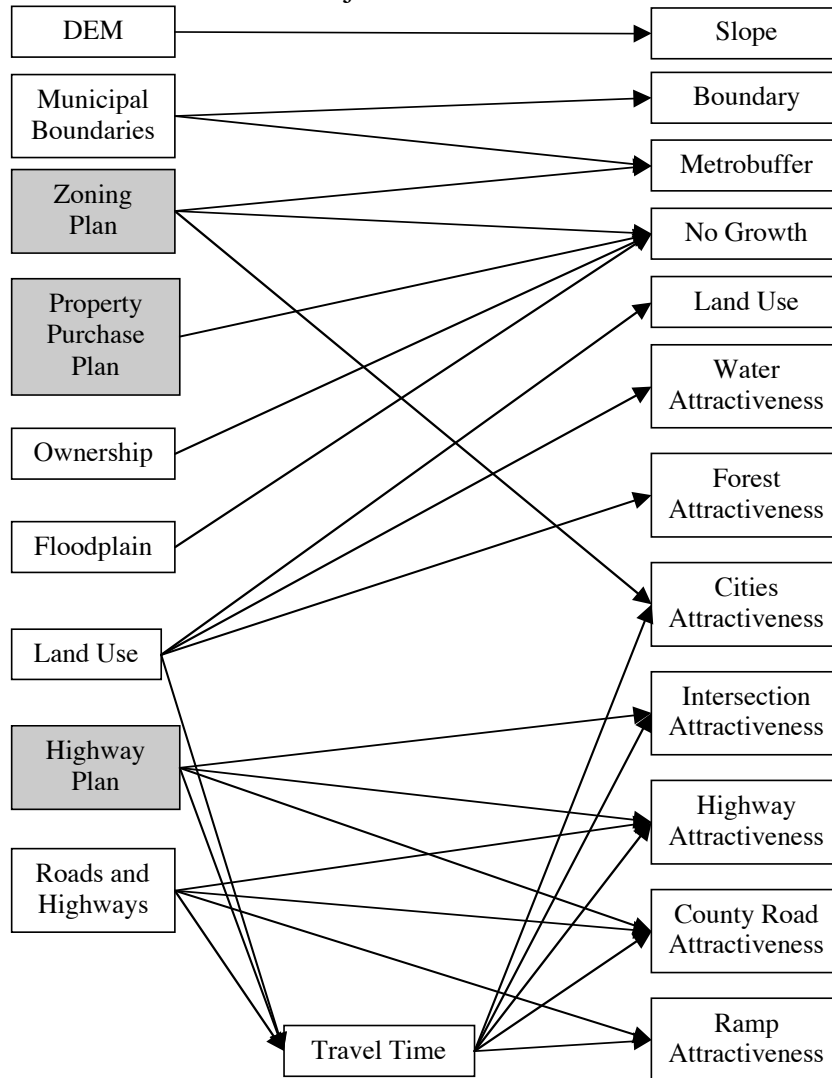 DEM
Municipal
Boundaries
Zoning
Plan
Property
Purchase
Plan
Ownership
Floodplain
Land Use
Highway
Plan
Roads and
Highways
Travel Time
Slope
Boundary
Metrobuffer
No Growth
Land Use
Water
Attractiveness
Forest
Attractiveness
Cities
Attractiveness
Intersection
Attractiveness
Highway
Attractiveness
County Road
Attractiveness
Ramp
Attractiveness